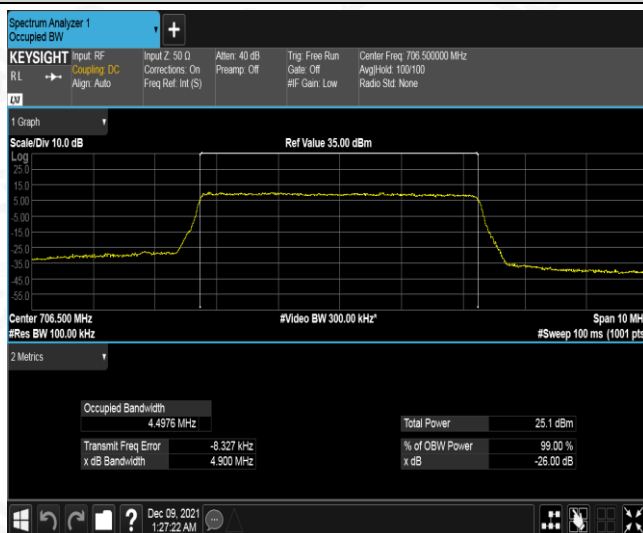 Spectrum Analyzer 1
Occupied BW
+
KEYSIGHT Input: RF Input Z: 50 Ω Atten: 40 dB Trig: Free Run Center Freq: 706.500000 MHz
RL Coupling: DC Corrections: On Preamp: Off Gate: Off Avg|Hold: 100/100
Align: Auto Freq Ref: Int (S) #IF Gain: Low Radio Std: None
LXI
1 Graph
Scale/Div 10.0 dB Ref Value 35.00 dBm
Log
25.0
15.0
5.00
-5.00
-15.0
-25.0
-35.0
-45.0
-55.0
Center 706.500 MHz #Video BW 300.00 kHz* Span 10 MH
#Res BW 100.00 kHz #Sweep 100 ms (1001 pts
2 Metrics
Occupied Bandwidth
4.4976 MHz Total Power 25.1 dBm
Transmit Freq Error -8.327 kHz % of OBW Power 99.00 %
x dB Bandwidth 4.900 MHz x dB -26.00 dB
? Dec 09, 2021
1:27:22 AM